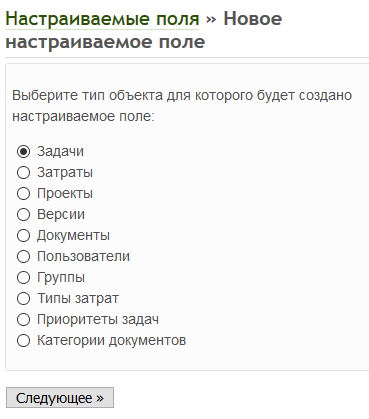 Настраиваемые поля » Новое
настраиваемое поле
Выберите тип объекта для которого будет создано
настраиваемое поле:
Задачи
Затраты
Проекты
Версии
Документы
Пользователи
Группы
Типы затрат
Приоритеты задач
Категории документов
Следующее »